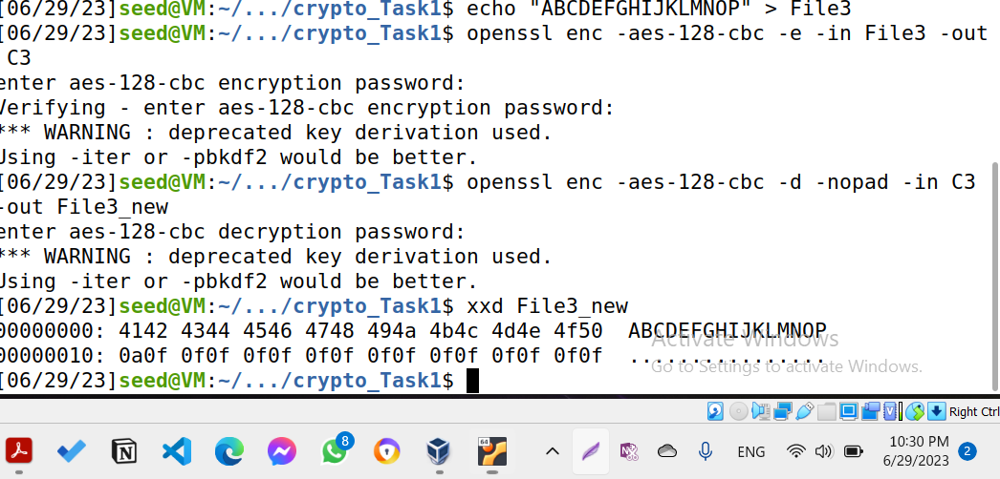 [06/29/23]seed@VM:~/.../crypto_Task1$ echo "ABCDEFGHIJKLMNOP" > File3
[06/29/23]seed@VM:~/.../crypto_Task1$ openssl enc -aes-128-cbc -e -in File3 -out
C3
enter aes-128-cbc encryption password:
Verifying - enter aes-128-cbc encryption password:
*** WARNING : deprecated key derivation used.
Using -iter or -pbkdf2 would be better.
[06/29/23]seed@VM:~/.../crypto_Task1$ openssl enc -aes-128-cbc -d -nopad -in C3
-out File3_new
enter aes-128-cbc decryption password:
*** WARNING : deprecated key derivation used.
Using -iter or -pbkdf2 would be better.
[06/29/23]seed@VM:~/.../crypto_Task1$ xxd File3_new
00000000: 4142 4344 4546 4748 494a 4b4c 4d4e 4f50  ABCDEFGHIJKLMNOP
Activate Windows
00000010: 0a0f 0f0f 0f0f 0f0f 0f0f 0f0f 0f0f 0f0f  ................
Go to Settings to activate Windows.
[06/29/23]seed@VM:~/.../crypto_Task1$
Right Ctrl
64
8
ENG
10:30 PM
6/29/2023
2